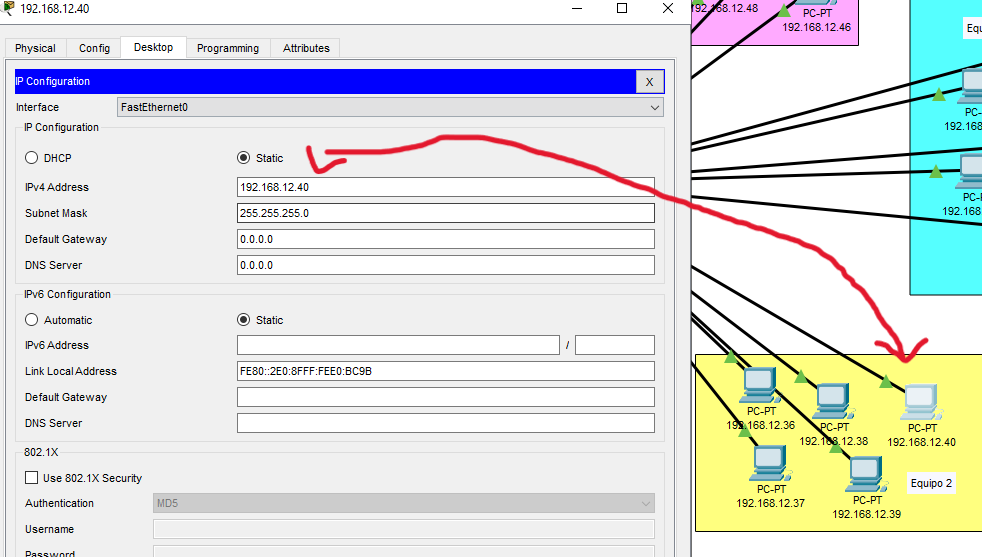 192.168.12.40
Physical Config Desktop Programming Attributes
IP Configuration X
Interface FastEthernet0
IP Configuration
DHCP Static
IPv4 Address 192.168.12.40
Subnet Mask 255.255.255.0
Default Gateway 0.0.0.0
DNS Server 0.0.0.0
IPv6 Configuration
Automatic Static
IPv6 Address /
Link Local Address FE80::2E0:8FFF:FEE0:BC9B
Default Gateway
DNS Server
802.1X
Use 802.1X Security
Authentication MD5
Username
Password
192.168.12.48
PC-PT
192.168.12.46
Equ
PC-
192.168.1
PC-
192.168
PC-PT
192.168.12.36
PC-PT
192.168.12.38
PC-PT
192.168.12.40
PC-PT
192.168.12.37
PC-PT
192.168.12.39
Equipo 2